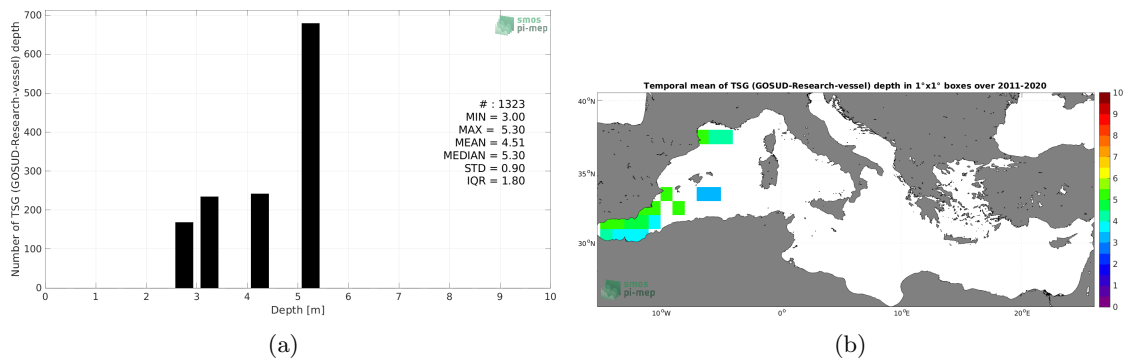 700
600
500
400
300
200
100
0
Number of TSG (GOSUD-Research-vessel) depth
smos
pi-mep
# : 1323
MIN = 3.00
MAX = 5.30
MEAN = 4.51
MEDIAN = 5.30
STD = 0.90
IQR = 1.80
0 1 2 3 4 5 6 7 8 9 10
Depth [m]
(a)
Temporal mean of TSG (GOSUD-Research-vessel) depth in 1°x1° boxes over 2011-2020
40°N
35°N
30°N
10°W 0° 10°E 20°E
smos
pi-mep
10
9
8
7
6
5
4
3
2
1
0
(b)